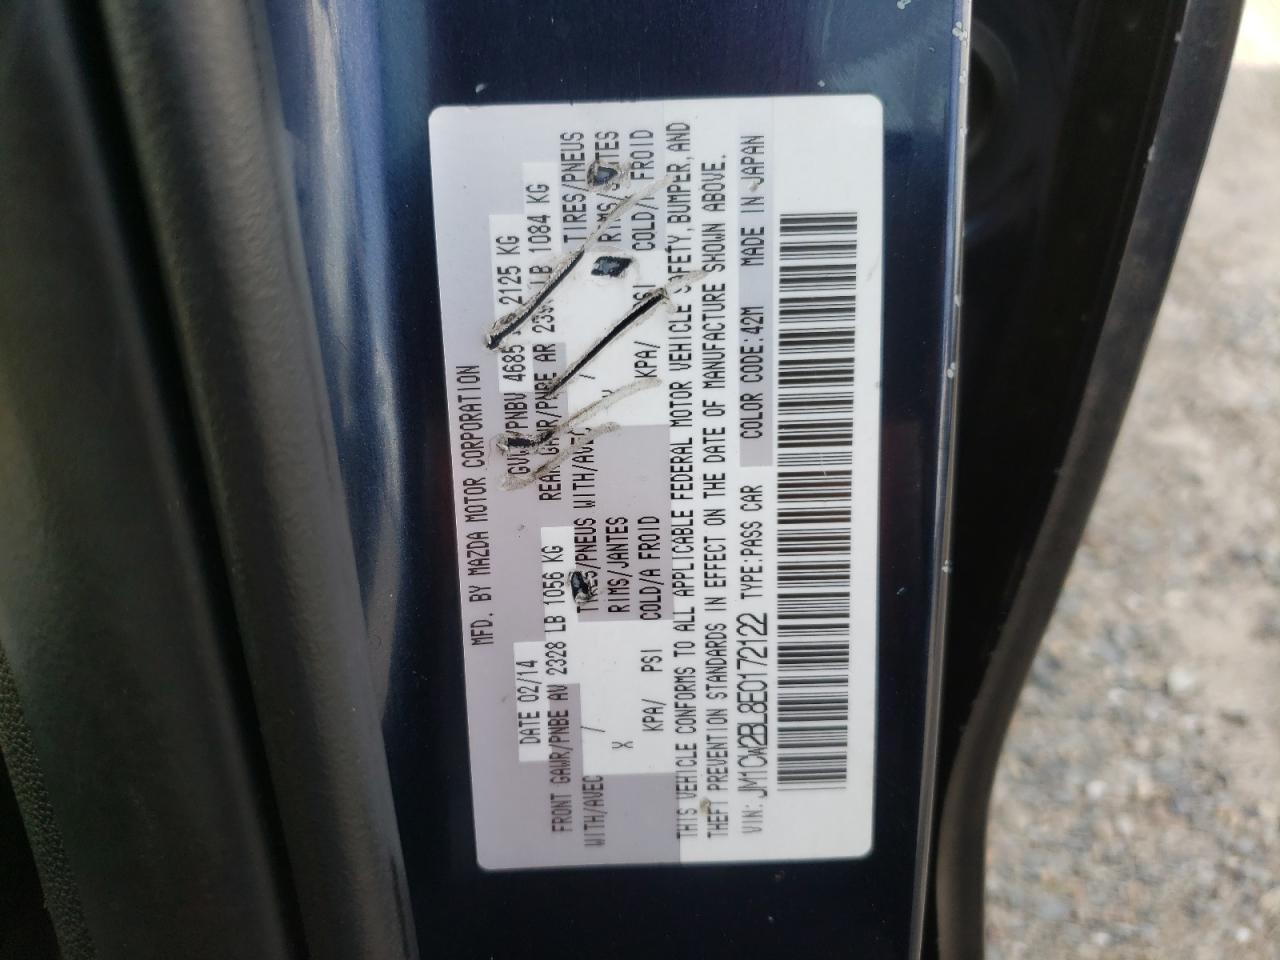 MFD. BY MAZDA MOTOR CORPORATION
DATE 02/14 GVWR/PNBV 4685 2125 KG
FRONT GAWR/PNBE AV 2328 LB 1056 KG REAR GAWR/PNBE AR LB 1084 KG
WITH/AVEC / TIRES/PNEUS WITH/AVEC / TIRES/PNEUS
X RIMS/JANTES X RIMS/
KPA/ PSI COLD/A FROID KPA/ PSI COLD/A FROID
THIS VEHICLE CONFORMS TO ALL APPLICABLE FEDERAL MOTOR VEHICLE SAFETY, BUMPER, AND
THEFT PREVENTION STANDARDS IN EFFECT ON THE DATE OF MANUFACTURE SHOWN ABOVE.
VIN: JM1CW2BL8E0172122 TYPE:PASS CAR COLOR CODE:42M MADE IN JAPAN